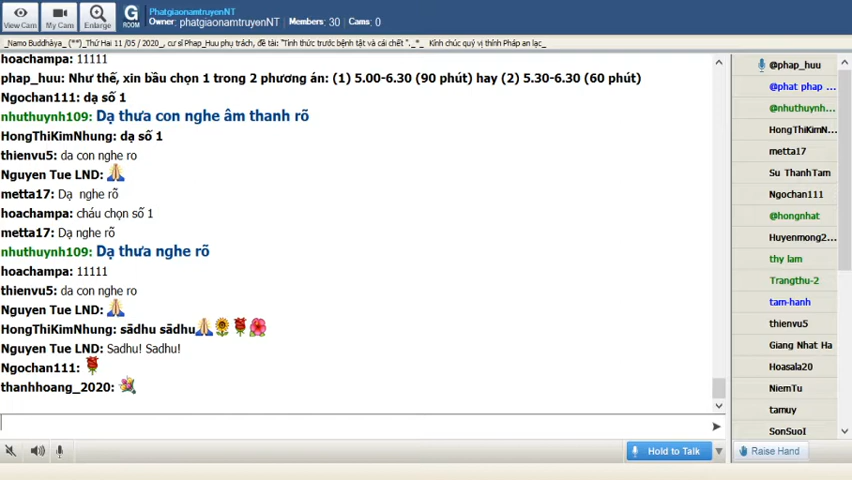 View Cam
My Cam
Enlarge
G
ROOM
PhatgiaonamtruyenNT
Owner: phatgiaonamtruyenNT
Members: 30
Cams: 0
_Namo Buddhàya_ (**)_Thứ Hai 11 /05 / 2020_, cư sĩ Phap_Huu phụ trách, đề tài: "Tỉnh thức trước bệnh tật và cái chết "._*_ Kính chúc quý vị thính Pháp an lạc_
hoachampa: 11111
phap_huu: Như thế, xin bầu chọn 1 trong 2 phương án: (1) 5.00-6.30 (90 phút) hay (2) 5.30-6.30 (60 phút)
Ngochan111: dạ số 1
nhuthuynh109: Dạ thưa con nghe âm thanh rõ
HongThiKimNhung: dạ số 1
thienvu5: da con nghe ro
Nguyen Tue LND:
metta17: Dạ nghe rõ
hoachampa: cháu chọn số 1
metta17: Dạ nghe rõ
nhuthuynh109: Dạ thưa nghe rõ
hoachampa: 11111
thienvu5: da con nghe ro
Nguyen Tue LND:
HongThiKimNhung: sādhu sādhu
Nguyen Tue LND: Sadhu! Sadhu!
Ngochan111:
thanhhoang_2020:
Hold to Talk
@phap_huu
@phat phap ...
@nhuthuynh...
HongThiKimN...
metta17
Su ThanhTam
Ngochan111
@hongnhat
Huyenmong2...
thy lam
Trangthu-2
tam-hanh
thienvu5
Giang Nhat Ha
Hoasala20
NiemTu
tamuy
SonSuoI
Raise Hand